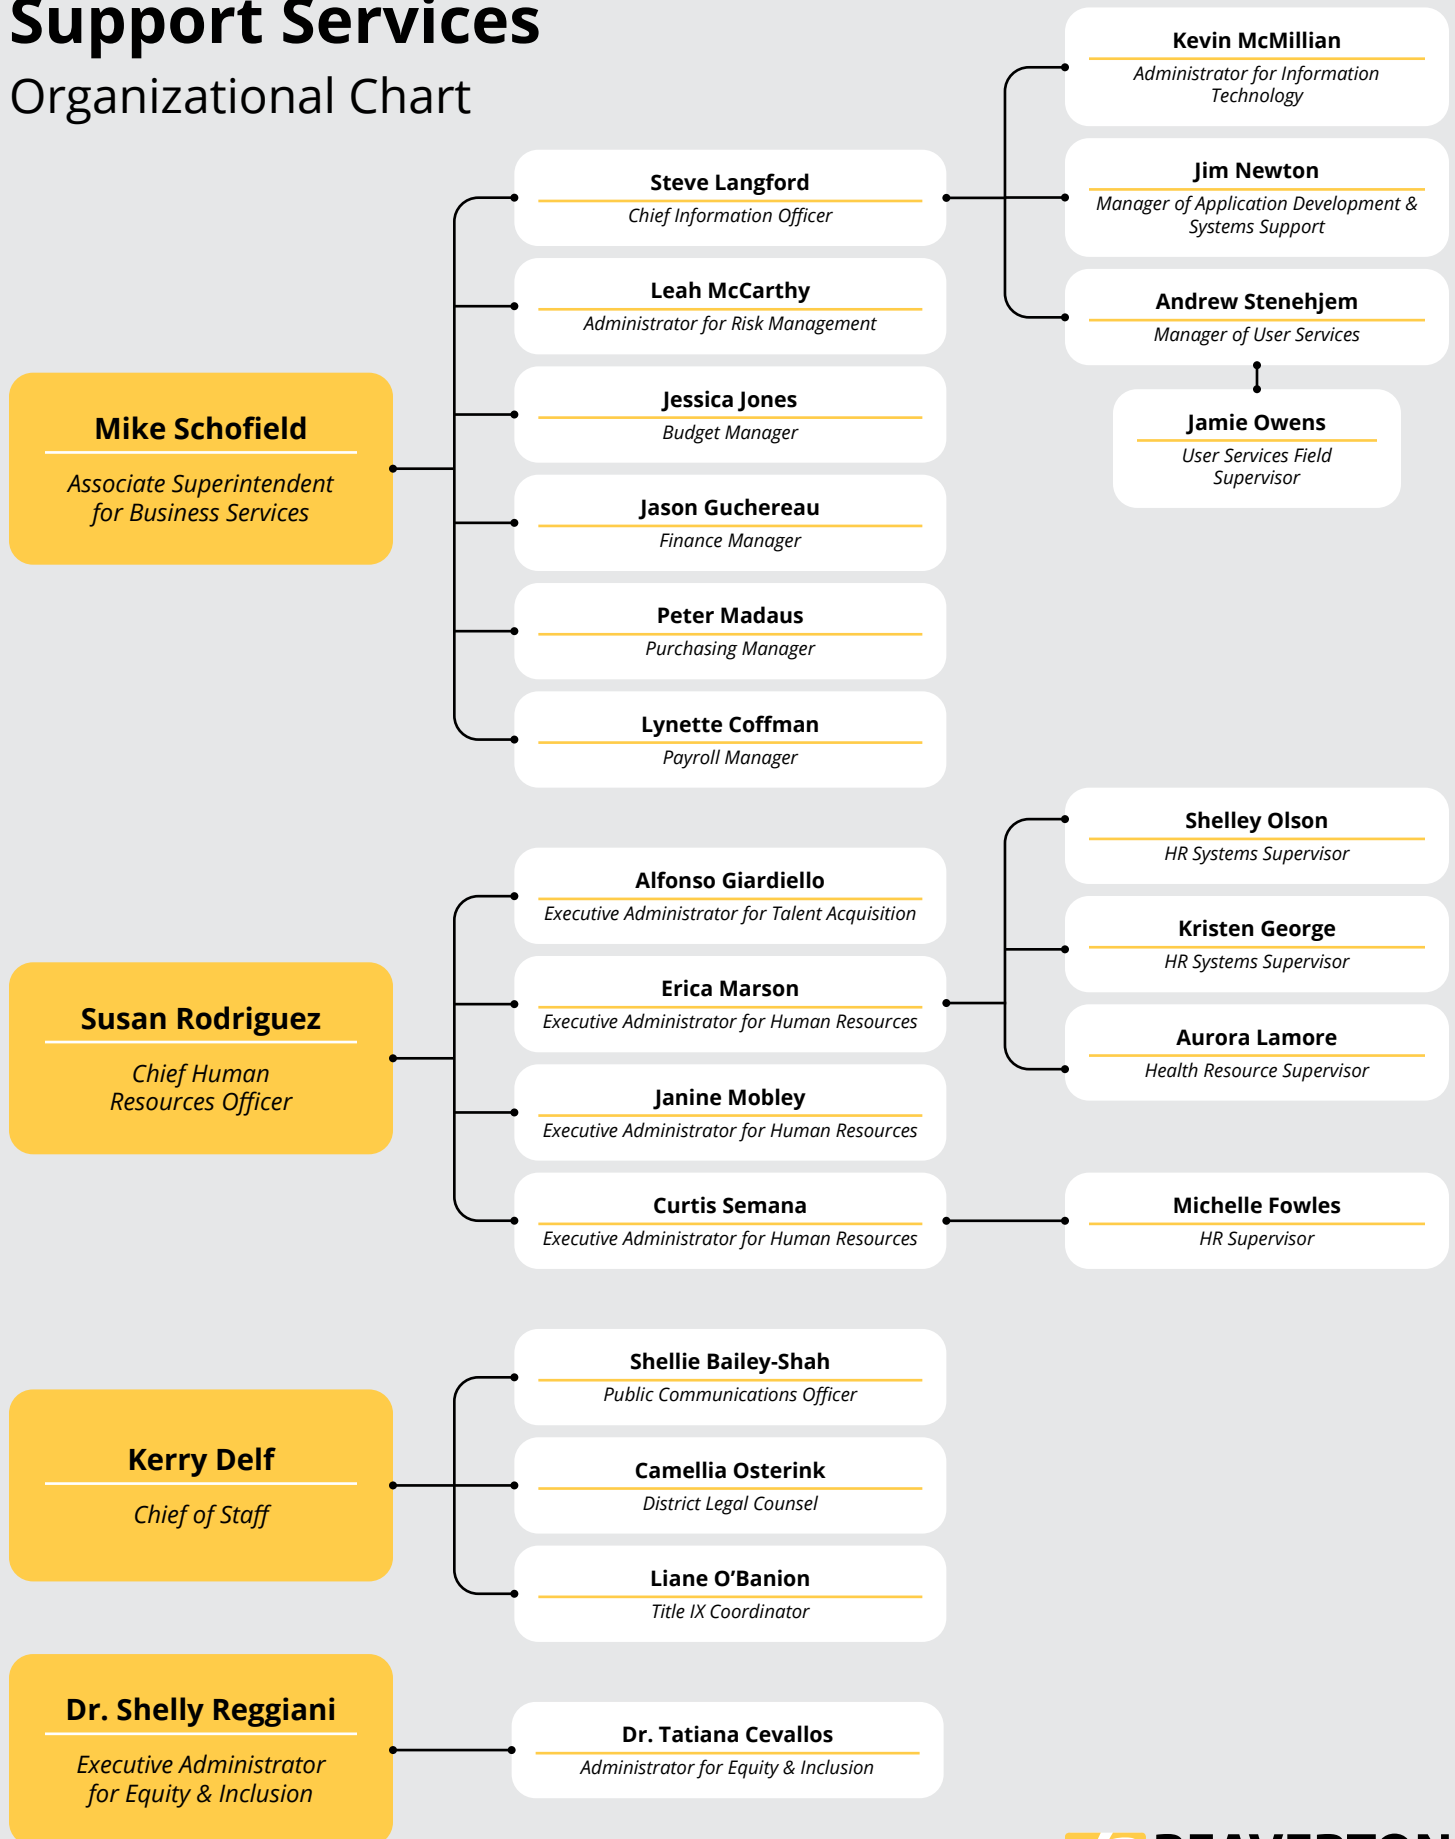 Support Services
Organizational Chart
Mike Schofield
Associate Superintendent
for Business Services
Steve Langford
Chief Information Officer
Leah McCarthy
Administrator for Risk Management
Jessica Jones
Budget Manager
Jason Guchereau
Finance Manager
Peter Madaus
Purchasing Manager
Lynette Coffman
Payroll Manager
Kevin McMillian
Administrator for Information
Technology
Jim Newton
Manager of Application Development &
Systems Support
Andrew Stenehjem
Manager of User Services
Jamie Owens
User Services Field
Supervisor
Susan Rodriguez
Chief Human
Resources Officer
Alfonso Giardiello
Executive Administrator for Talent Acquisition
Erica Marson
Executive Administrator for Human Resources
Janine Mobley
Executive Administrator for Human Resources
Curtis Semana
Executive Administrator for Human Resources
Shelley Olson
HR Systems Supervisor
Kristen George
HR Systems Supervisor
Aurora Lamore
Health Resource Supervisor
Michelle Fowles
HR Supervisor
Kerry Delf
Chief of Staff
Shellie Bailey-Shah
Public Communications Officer
Camellia Osterink
District Legal Counsel
Liane O’Banion
Title IX Coordinator
Dr. Shelly Reggiani
Executive Administrator
for Equity & Inclusion
Dr. Tatiana Cevallos
Administrator for Equity & Inclusion
BEAVERTON